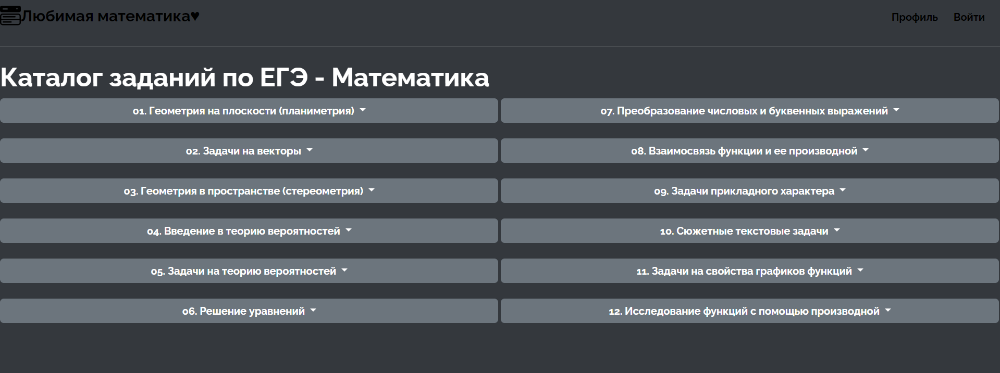 Любимая математика♥
Профиль
Войти
Каталог заданий по ЕГЭ - Математика
01. Геометрия на плоскости (планиметрия)
02. Задачи на векторы
03. Геометрия в пространстве (стереометрия)
04. Введение в теорию вероятностей
05. Задачи на теорию вероятностей
06. Решение уравнений
07. Преобразование числовых и буквенных выражений
08. Взаимосвязь функции и ее производной
09. Задачи прикладного характера
10. Сюжетные текстовые задачи
11. Задачи на свойства графиков функций
12. Исследование функций с помощью производной